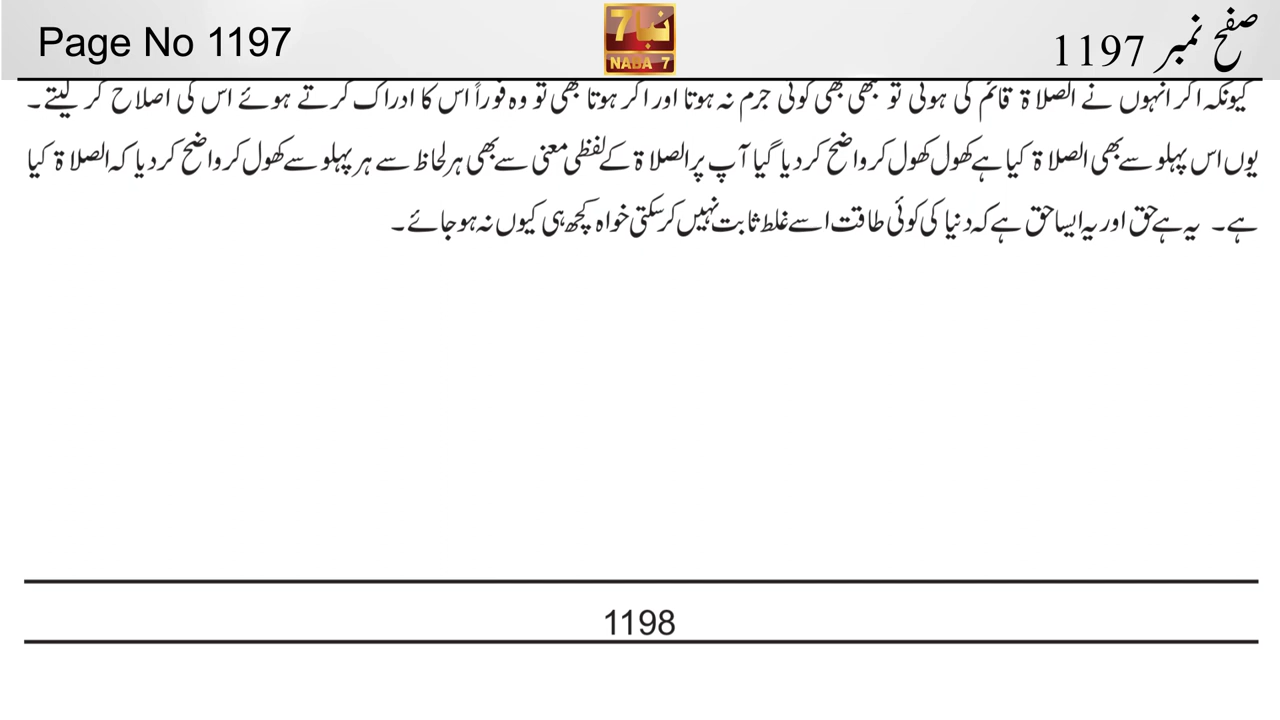 Page No 1197
7نبا
NABA 7
صفحہ نمبر 1197
کیونکہ اگر انہوں نے الصلاۃ قائم کی ہوتی تو کبھی بھی کوئی جرم نہ ہوتا اور اگر ہوتا بھی تو وہ فوراً اس کا ادراک کرتے ہوئے اس کی اصلاح کر لیتے۔
یوں اس پہلو سے بھی الصلاۃ کیا ہے کھول کھول کر واضح کر دیا گیا آپ پر الصلاۃ کے لفظی معنی سے بھی ہر لحاظ سے ہر پہلو سے کھول کر واضح کر دیا کہ الصلاۃ کیا
ہے۔ یہ ہے حق اور یہ ایسا حق ہے کہ دنیا کی کوئی طاقت اسے غلط ثابت نہیں کر سکتی خواہ کچھ ہی کیوں نہ ہو جائے۔
1198